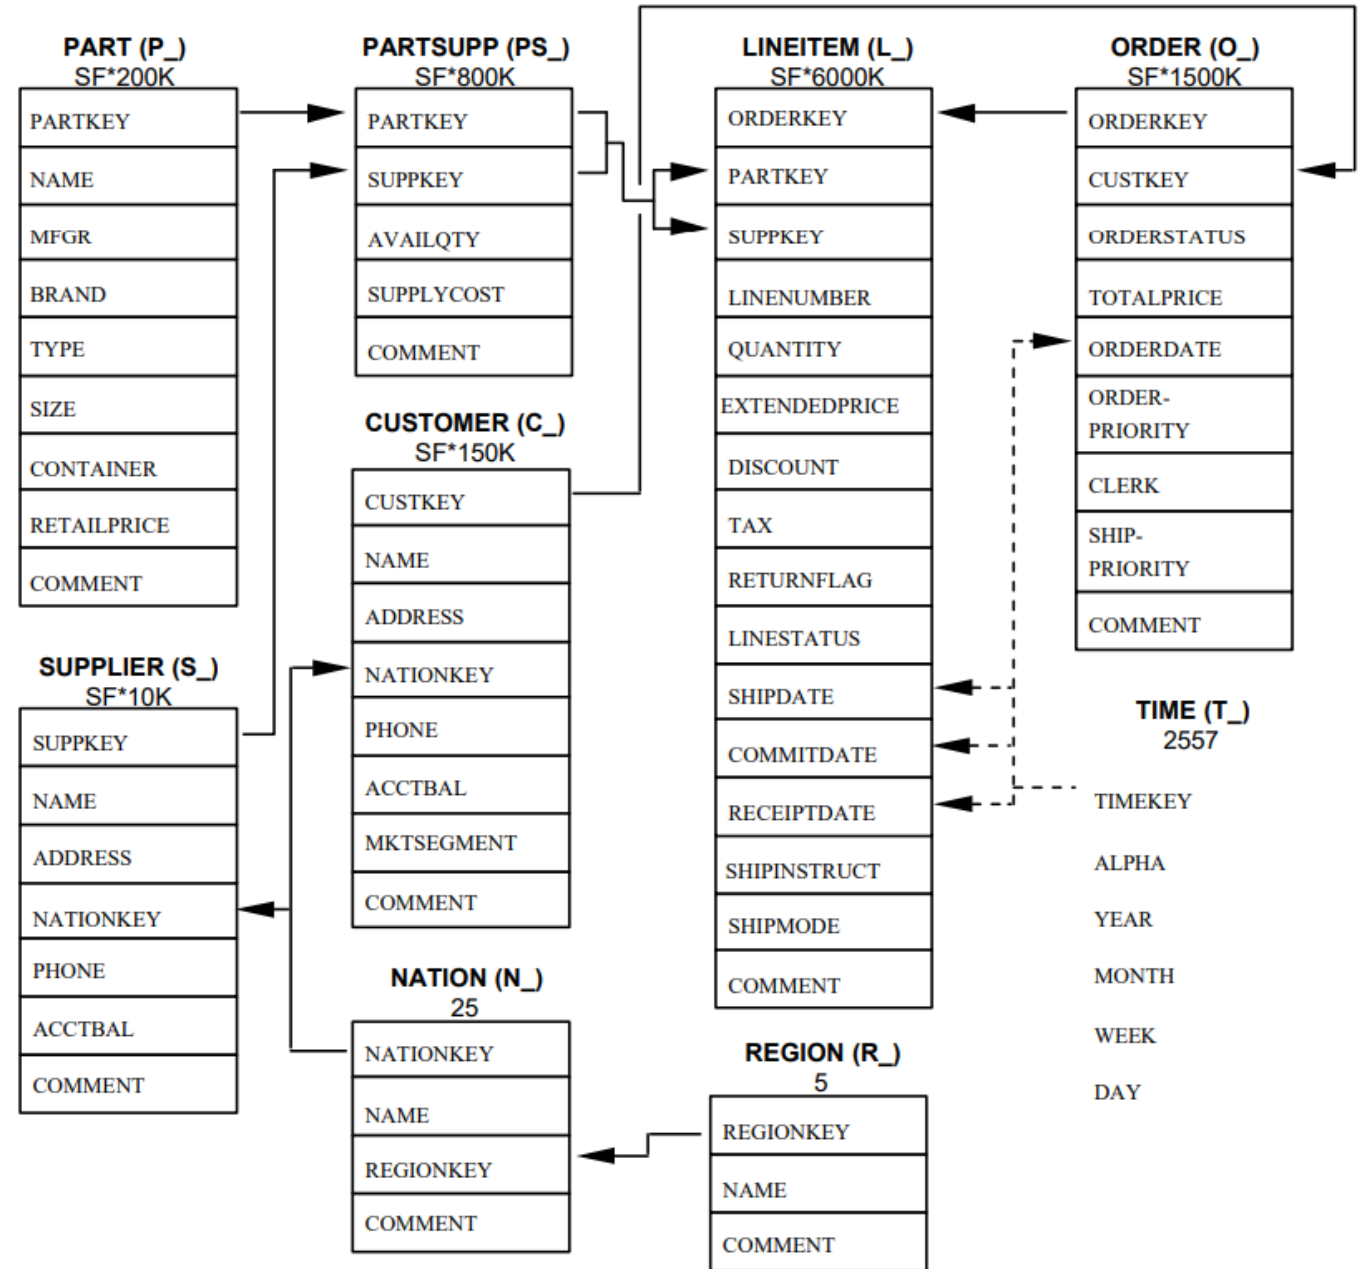 PART (P_)
SF*200K
PARTKEY
NAME
MFGR
BRAND
TYPE
SIZE
CONTAINER
RETAILPRICE
COMMENT
SUPPLIER (S_)
SF*10K
SUPPKEY
NAME
ADDRESS
NATIONKEY
PHONE
ACCTBAL
COMMENT
PARTSUPP (PS_)
SF*800K
PARTKEY
SUPPKEY
AVAILQTY
SUPPLYCOST
COMMENT
CUSTOMER (C_)
SF*150K
CUSTKEY
NAME
ADDRESS
NATIONKEY
PHONE
ACCTBAL
MKTSEGMENT
COMMENT
NATION (N_)
25
NATIONKEY
NAME
REGIONKEY
COMMENT
LINEITEM (L_)
SF*6000K
ORDERKEY
PARTKEY
SUPPKEY
LINENUMBER
QUANTITY
EXTENDEDPRICE
DISCOUNT
TAX
RETURNFLAG
LINESTATUS
SHIPDATE
COMMITDATE
RECEIPTDATE
SHIPINSTRUCT
SHIPMODE
COMMENT
REGION (R_)
5
REGIONKEY
NAME
COMMENT
ORDER (O_)
SF*1500K
ORDERKEY
CUSTKEY
ORDERSTATUS
TOTALPRICE
ORDERDATE
ORDER-
PRIORITY
CLERK
SHIP-
PRIORITY
COMMENT
TIME (T_)
2557
TIMEKEY
ALPHA
YEAR
MONTH
WEEK
DAY